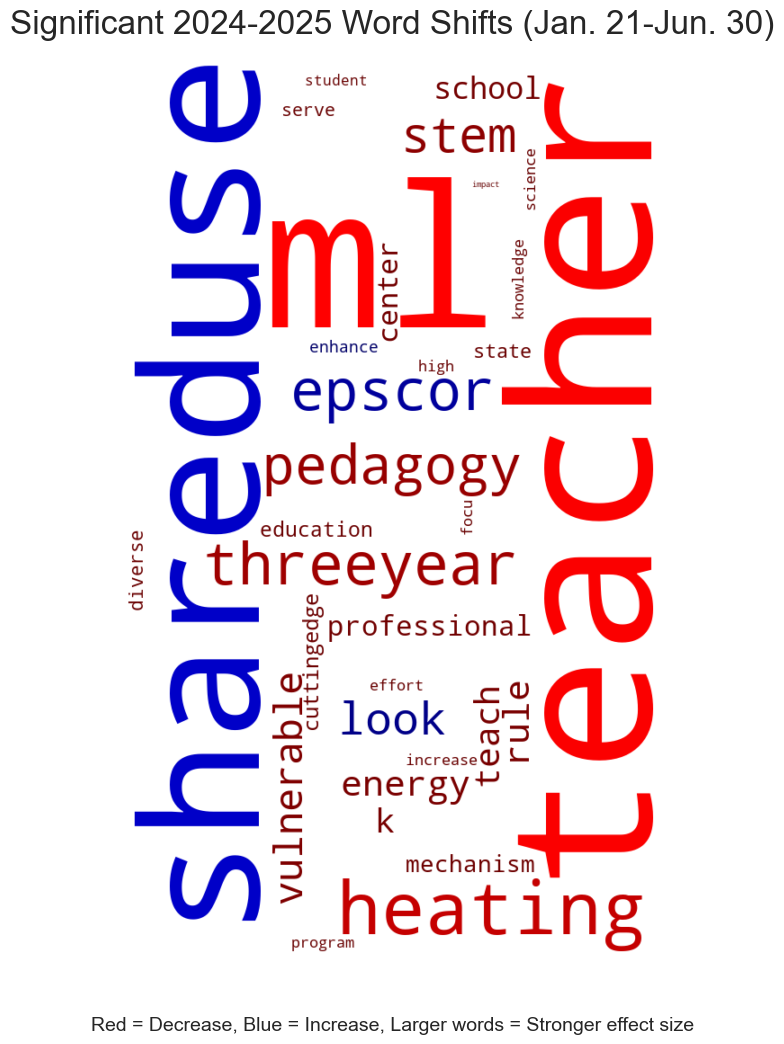 Significant 2024-2025 Word Shifts (Jan. 21-Jun. 30)
student
school
serve
stem
shareduse
teacher
ml
impact
science
center
knowledge
enhance
state
high
epscor
pedagogy
focu
education
diverse
threeyear
cuttingedge
professional
vulnerable
effort
look
teach
rule
increase
energy
k
mechanism
heating
program
Red = Decrease, Blue = Increase, Larger words = Stronger effect size